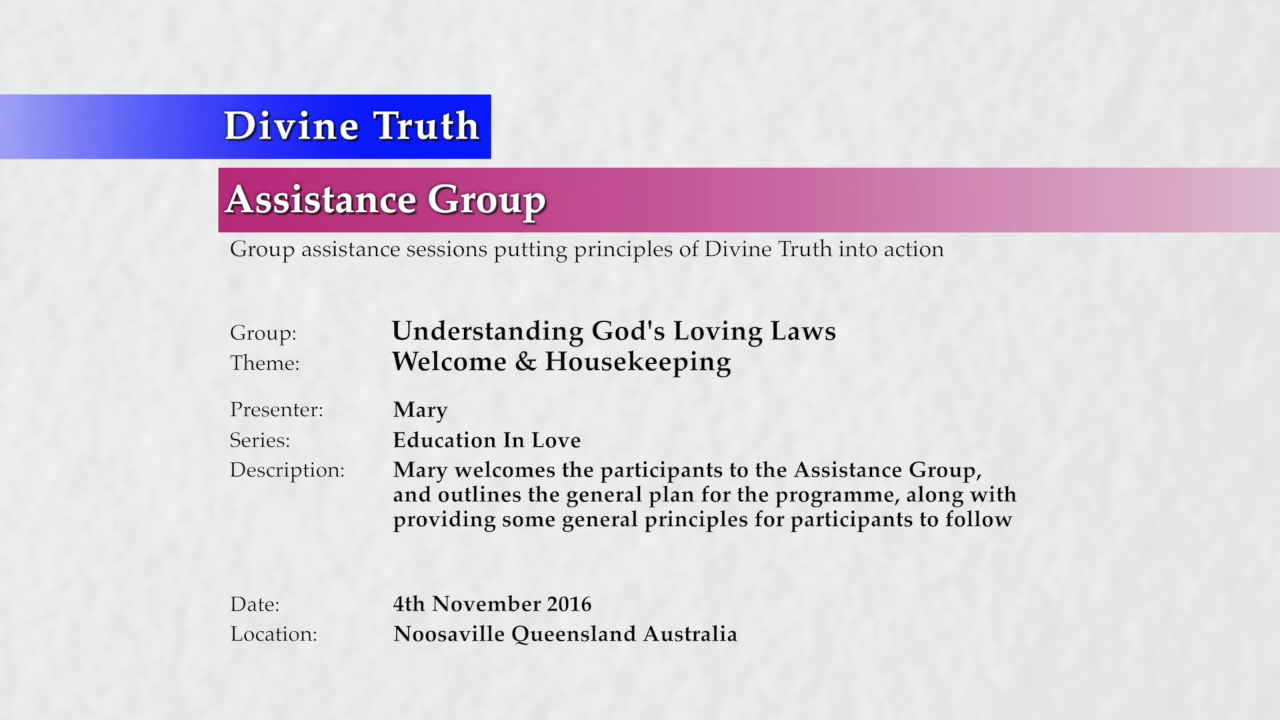 Divine Truth
Assistance Group
Group assistance sessions putting principles of Divine Truth into action
Group: Understanding God's Loving Laws
Theme: Welcome & Housekeeping
Presenter: Mary
Series: Education In Love
Description: Mary welcomes the participants to the Assistance Group,
and outlines the general plan for the programme, along with
providing some general principles for participants to follow
Date: 4th November 2016
Location: Noosaville Queensland Australia